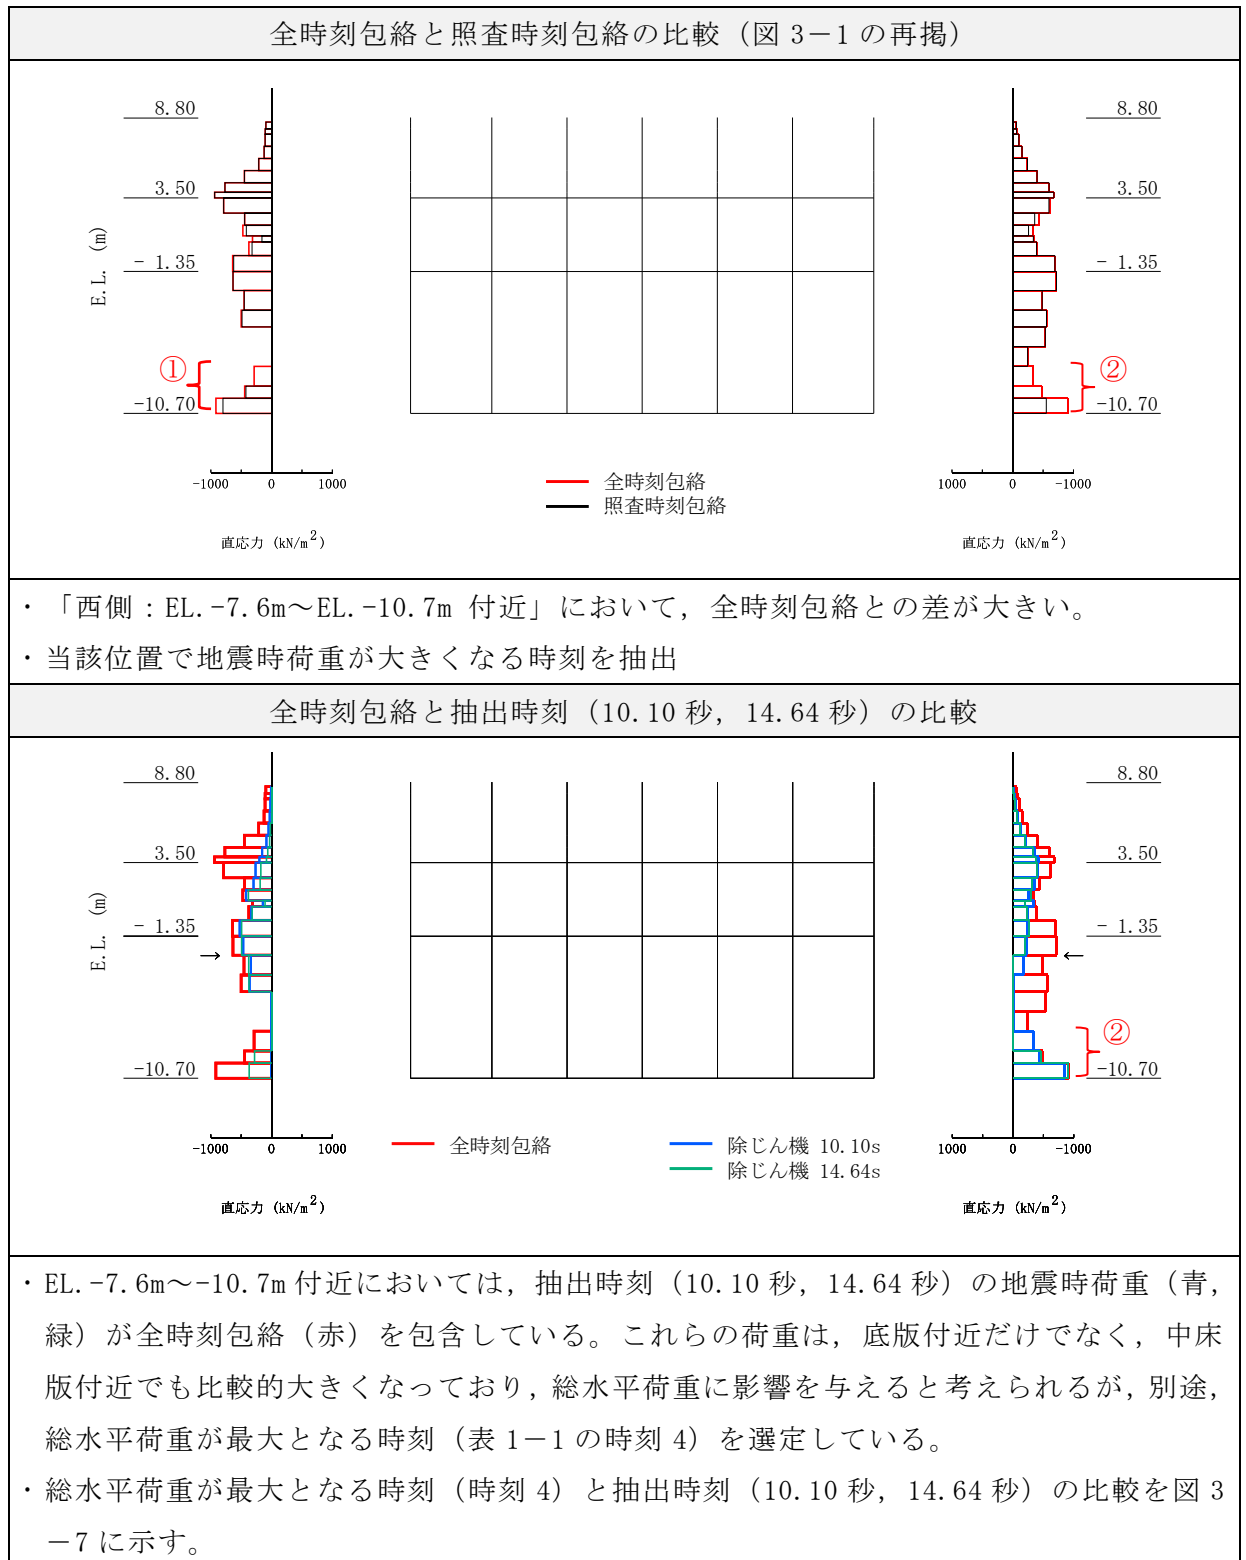 全時刻包絡と照査時刻包絡の比較（図 3－1 の再掲）
8.80
3.50
- 1.35
-10.70
E.L. (m)
①
8.80
3.50
- 1.35
-10.70
②
-1000 0 1000
直応力 (kN/m²)
全時刻包絡
照査時刻包絡
1000 0 -1000
直応力 (kN/m²)
・「西側：EL.-7.6m～EL.-10.7m 付近」において，全時刻包絡との差が大きい。
・当該位置で地震時荷重が大きくなる時刻を抽出
全時刻包絡と抽出時刻（10.10 秒，14.64 秒）の比較
8.80
3.50
- 1.35
-10.70
E.L. (m)
→
8.80
3.50
- 1.35
-10.70
←
②
-1000 0 1000
直応力 (kN/m²)
全時刻包絡
除じん機 10.10s
除じん機 14.64s
1000 0 -1000
直応力 (kN/m²)
・EL.-7.6m～-10.7m 付近においては，抽出時刻（10.10 秒，14.64 秒）の地震時荷重（青，
緑）が全時刻包絡（赤）を包含している。これらの荷重は，底版付近だけでなく，中床
版付近でも比較的大きくなっており，総水平荷重に影響を与えると考えられるが，別途，
総水平荷重が最大となる時刻（表 1－1 の時刻 4）を選定している。
・総水平荷重が最大となる時刻（時刻 4）と抽出時刻（10.10 秒，14.64 秒）の比較を図 3
－7 に示す。